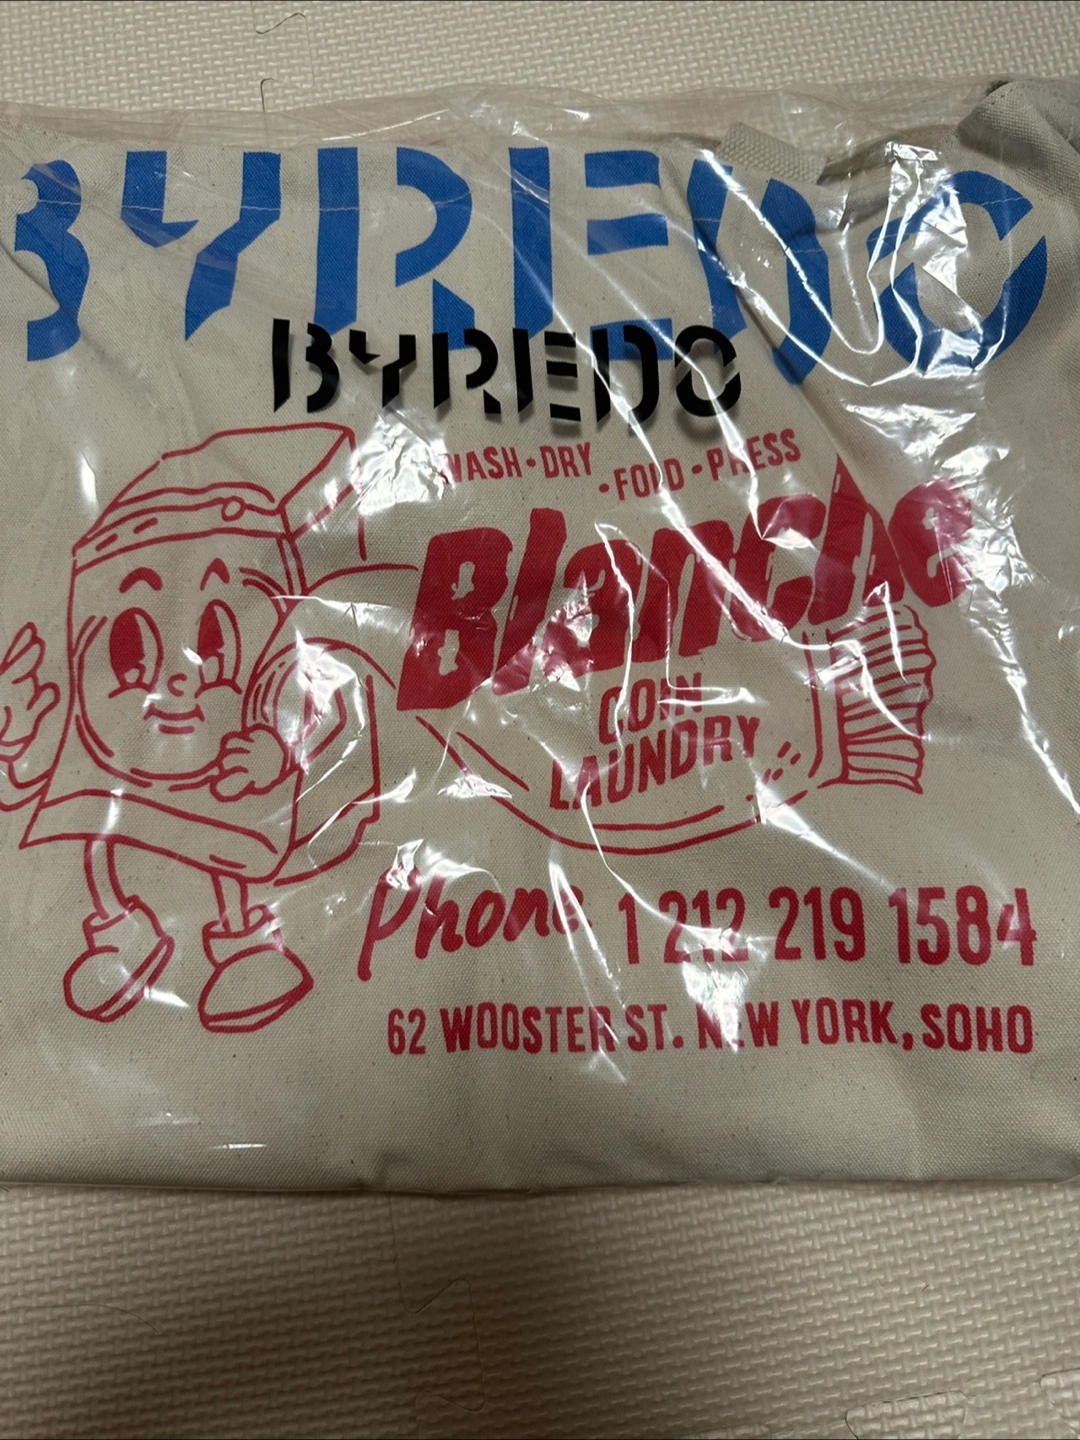 BYREDO
BYREDO
WASH · DRY · FOLD · PRESS
Blanche
COIN
LAUNDRY
Phone 1 212 219 1584
62 WOOSTER ST. NEW YORK, SOHO